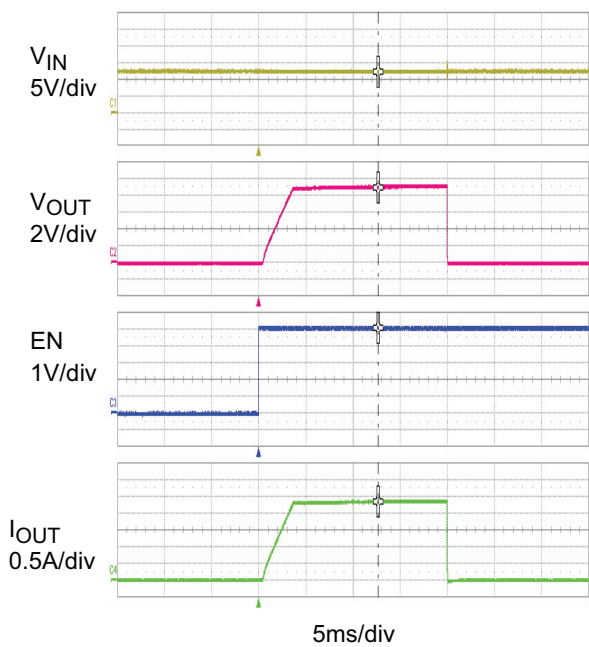 VIN
5V/div
C1
VOUT
2V/div
C2
EN
1V/div
C3
IOUT
0.5A/div
C4
5ms/div